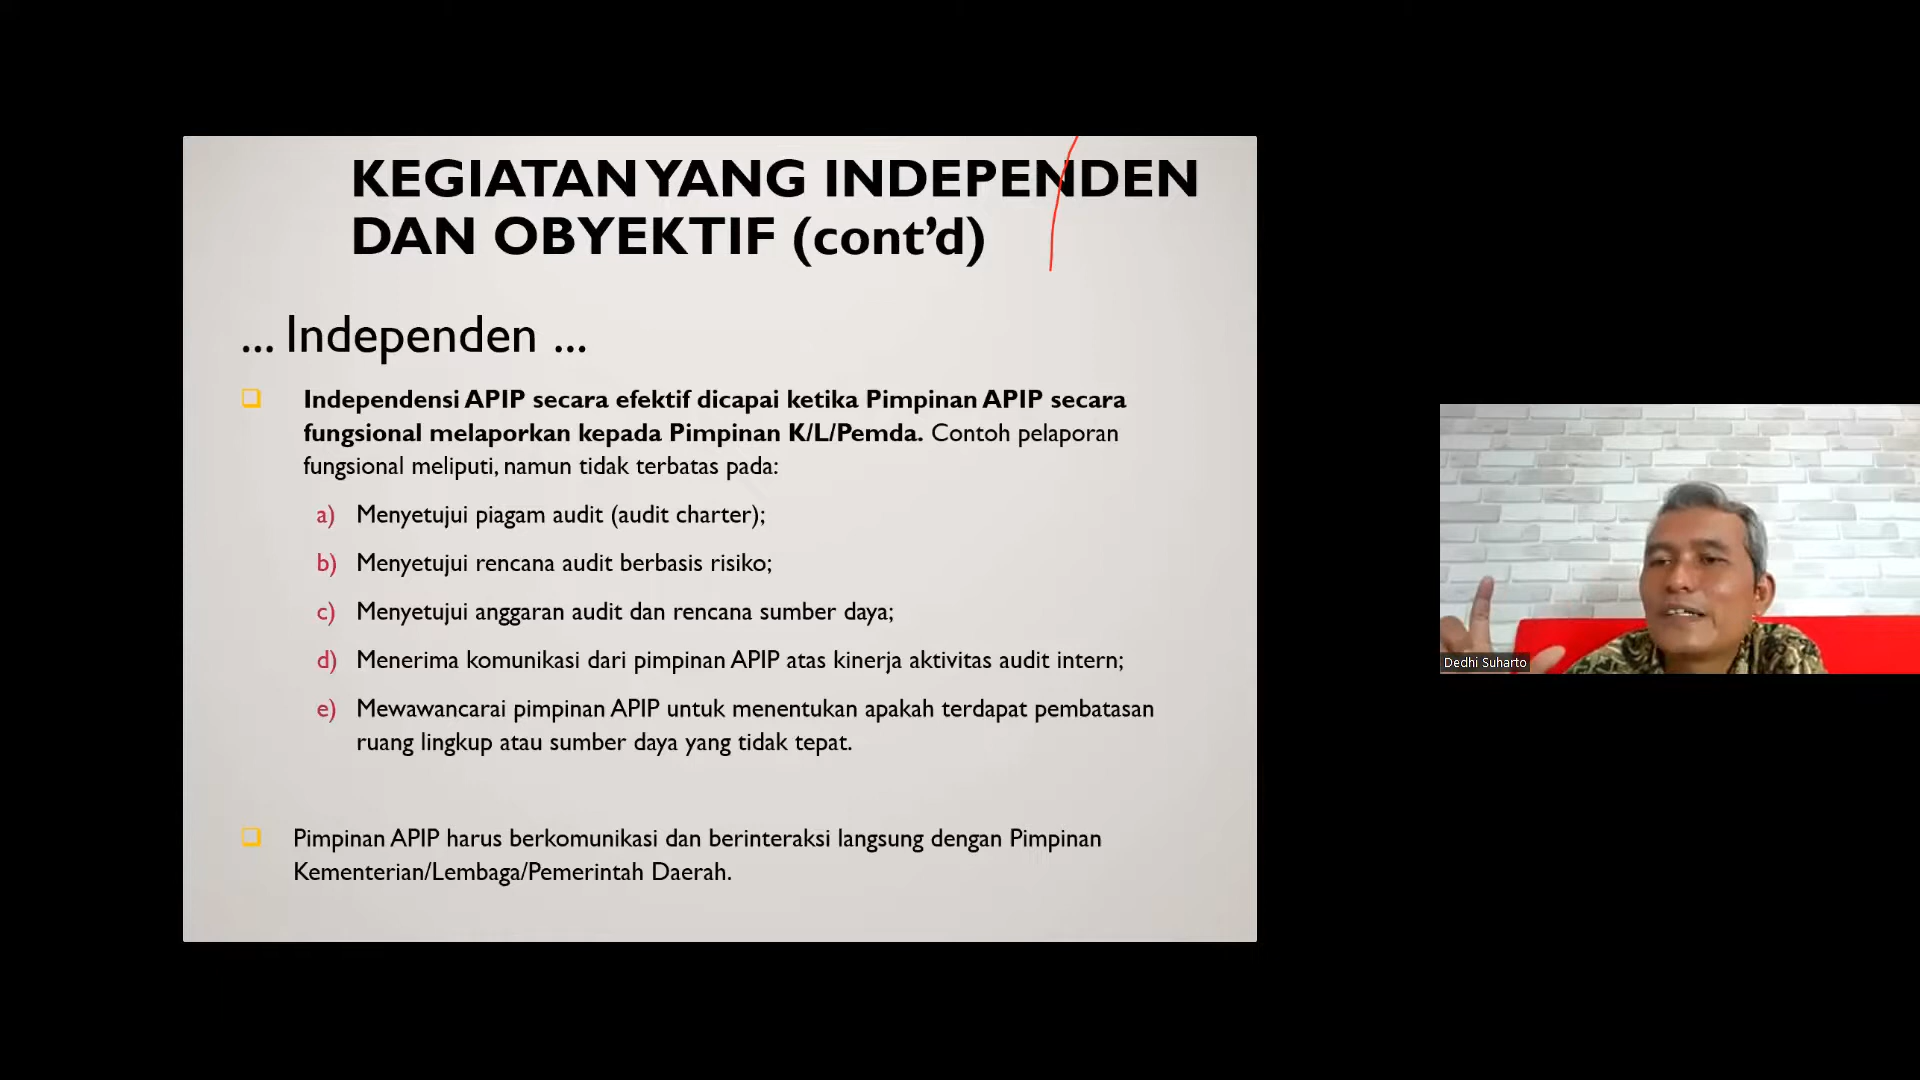 KEGIATAN YANG INDEPENDEN
DAN OBYEKTIF (cont’d)
... Independen ...
Independensi APIP secara efektif dicapai ketika Pimpinan APIP secara
fungsional melaporkan kepada Pimpinan K/L/Pemda. Contoh pelaporan
fungsional meliputi, namun tidak terbatas pada:
a) Menyetujui piagam audit (audit charter);
b) Menyetujui rencana audit berbasis risiko;
c) Menyetujui anggaran audit dan rencana sumber daya;
d) Menerima komunikasi dari pimpinan APIP atas kinerja aktivitas audit intern;
e) Mewawancarai pimpinan APIP untuk menentukan apakah terdapat pembatasan
ruang lingkup atau sumber daya yang tidak tepat.
Pimpinan APIP harus berkomunikasi dan berinteraksi langsung dengan Pimpinan
Kementerian/Lembaga/Pemerintah Daerah.
Dedhi Suharto